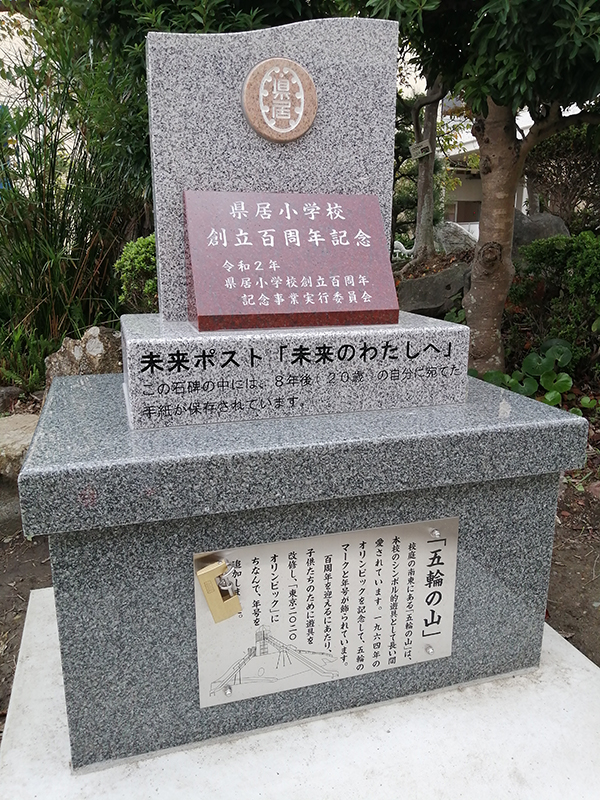 県居
県居小学校
創立百周年記念
令和2年
県居小学校創立百周年
記念事業実行委員会
未来ポスト「未来のわたしへ」
この石碑の中には、8年後(20歳)の自分に宛てた
手紙が保存されています。
「五輪の山」
校庭の南東にある「五輪の山」は、
本校のシンボル的遊具として長い間
愛されています。一九六四年の
オリンピックを記念して、五輪の
マークと年号が飾られています。
百周年を迎えるにあたり、
子供たちのために遊具を
改修し、「東京二〇二〇
オリンピック」に
ちなんで、年号を
追加
。